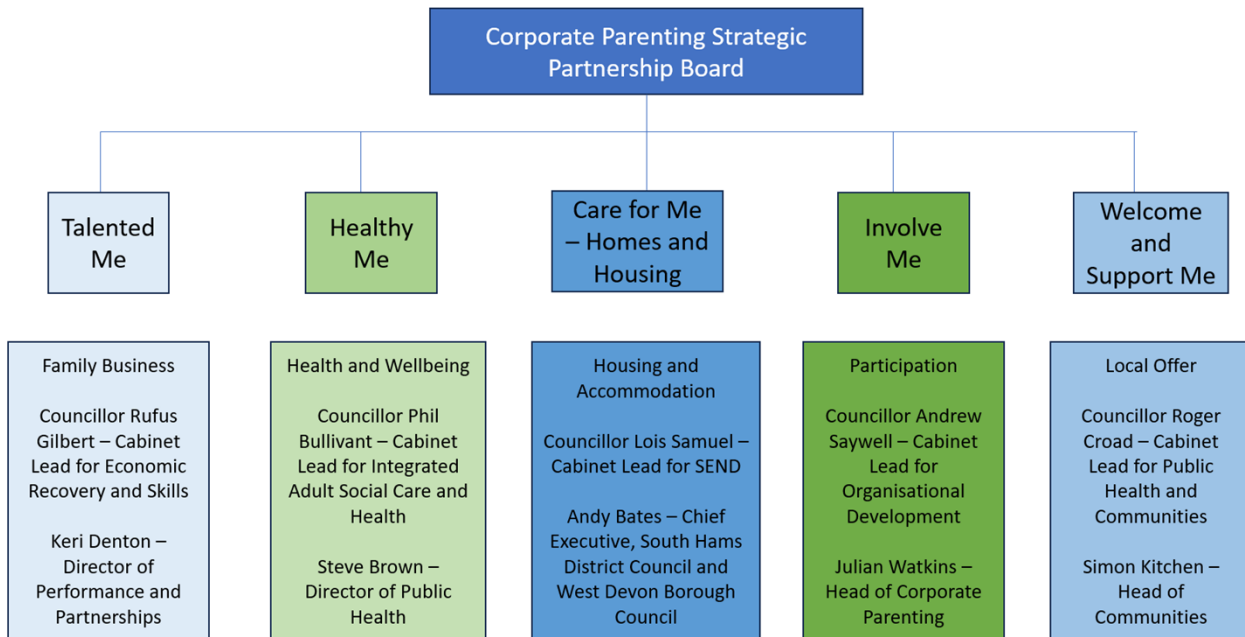 Corporate Parenting Strategic
Partnership Board
Talented
Me
Healthy
Me
Care for Me
– Homes and
Housing
Involve
Me
Welcome
and
Support Me
Family Business
Councillor Rufus
Gilbert – Cabinet
Lead for Economic
Recovery and Skills
Keri Denton –
Director of
Performance and
Partnerships
Health and Wellbeing
Councillor Phil
Bullivant – Cabinet
Lead for Integrated
Adult Social Care and
Health
Steve Brown –
Director of Public
Health
Housing and
Accommodation
Councillor Lois Samuel –
Cabinet Lead for SEND
Andy Bates – Chief
Executive, South Hams
District Council and
West Devon Borough
Council
Participation
Councillor Andrew
Saywell – Cabinet
Lead for
Organisational
Development
Julian Watkins –
Head of Corporate
Parenting
Local Offer
Councillor Roger
Croad – Cabinet
Lead for Public
Health and
Communities
Simon Kitchen –
Head of
Communities